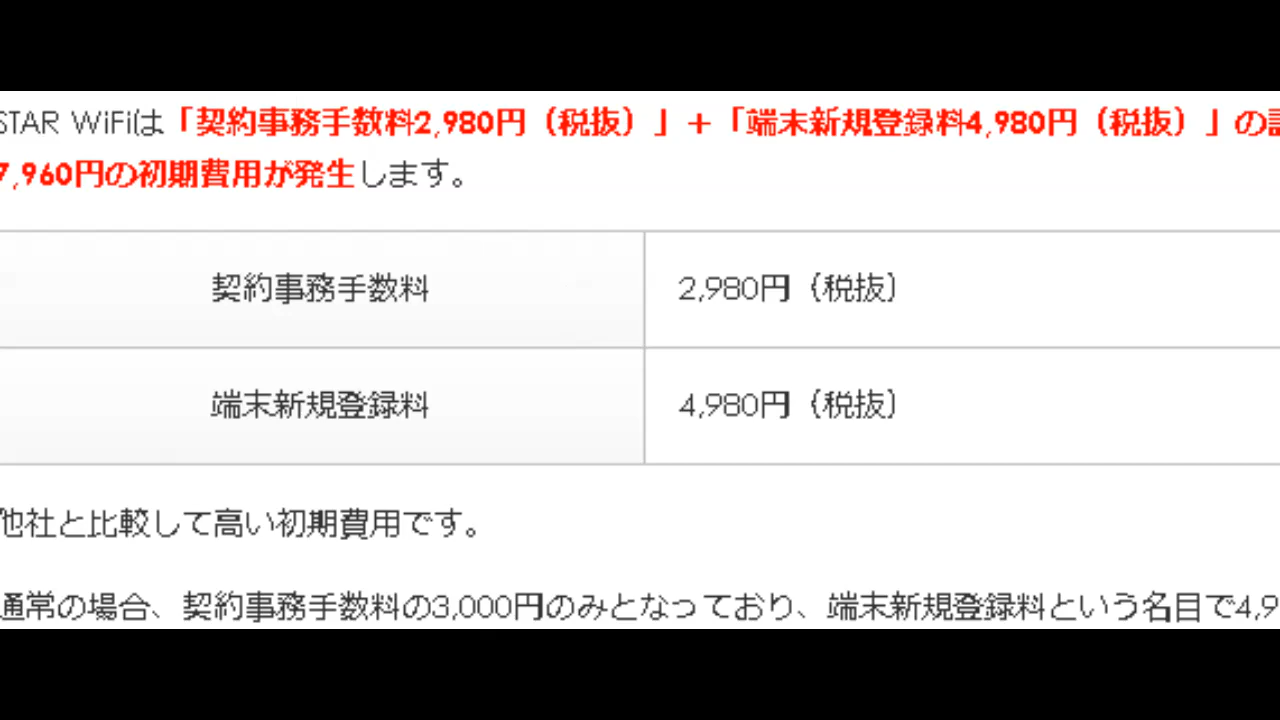 STAR WiFiは「契約事務手数料2,980円（税抜）」＋「端末新規登録料4,980円（税抜）」の
7,960円の初期費用が発生します。
契約事務手数料 2,980円（税抜）
端末新規登録料 4,980円（税抜）
他社と比較して高い初期費用です。
通常の場合、契約事務手数料の3,000円のみとなっており、端末新規登録料という名目で4,9